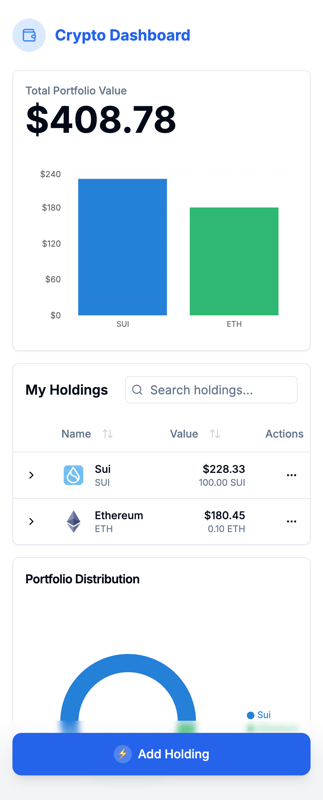 Crypto Dashboard
Total Portfolio Value
$408.78
$240
$180
$120
$60
$0
SUI
ETH
My Holdings
Search holdings...
Name
Value
Actions
Sui
$228.33
SUI
100.00 SUI
Ethereum
$180.45
ETH
0.10 ETH
Portfolio Distribution
Sui
Add Holding